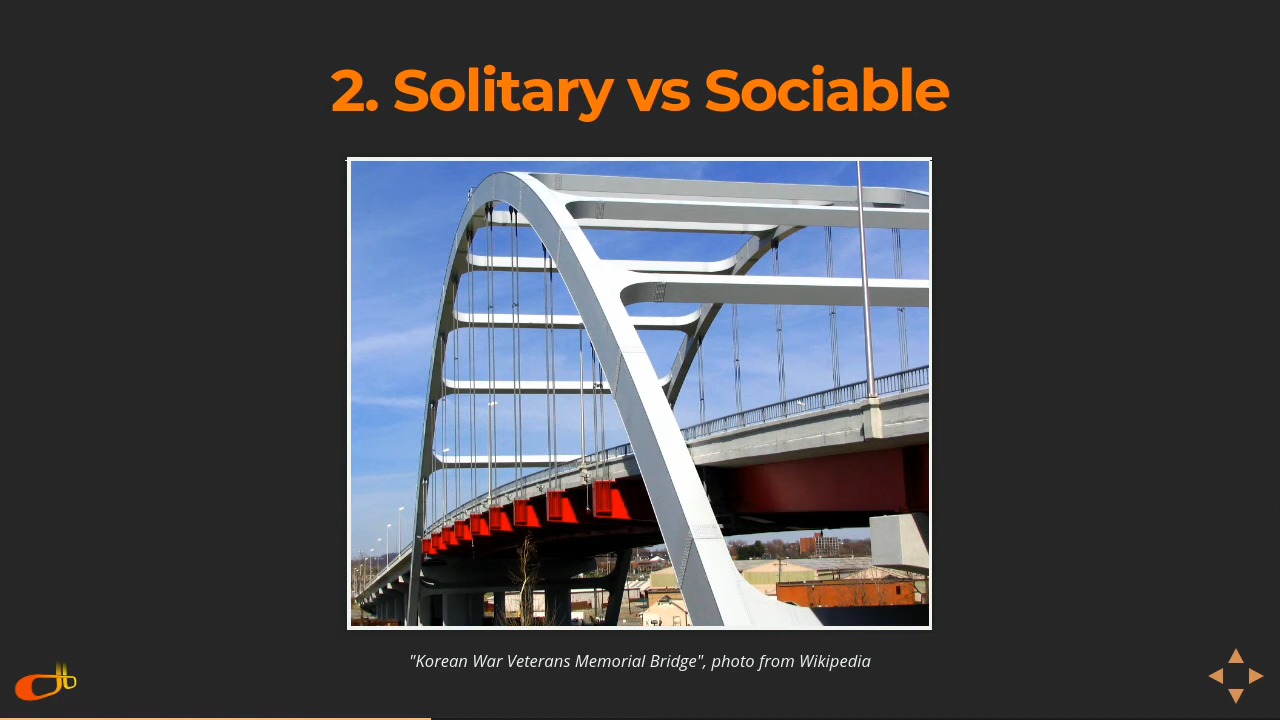 2. Solitary vs Sociable
"Korean War Veterans Memorial Bridge", photo from Wikipedia